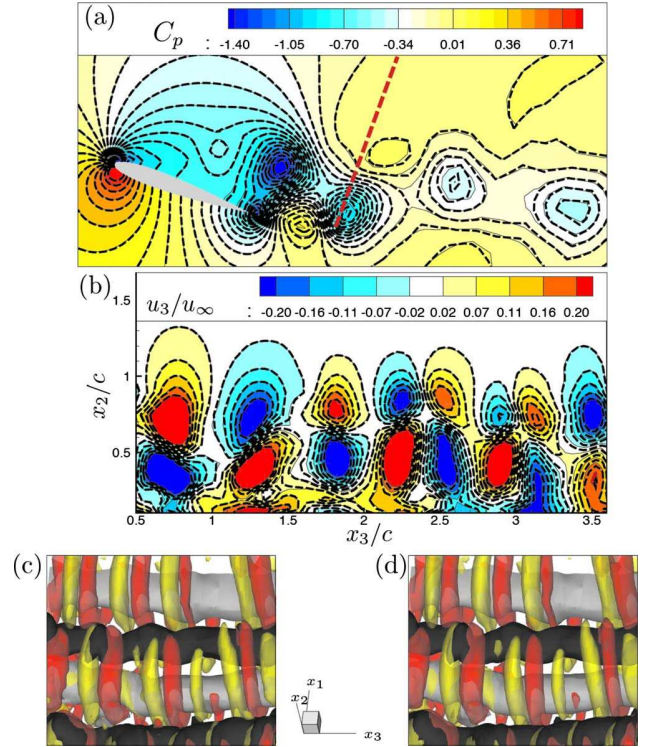 (a)
C_p : -1.40 -1.05 -0.70 -0.34 0.01 0.36 0.71
(b)
u_3/u_∞ : -0.20 -0.16 -0.11 -0.07 -0.02 0.02 0.07 0.11 0.16 0.20
1.5
1
0.5
x_2/c
0.5 1 1.5 2 2.5 3 3.5
x_3/c
(c)
(d)
x_1
x_2
x_3